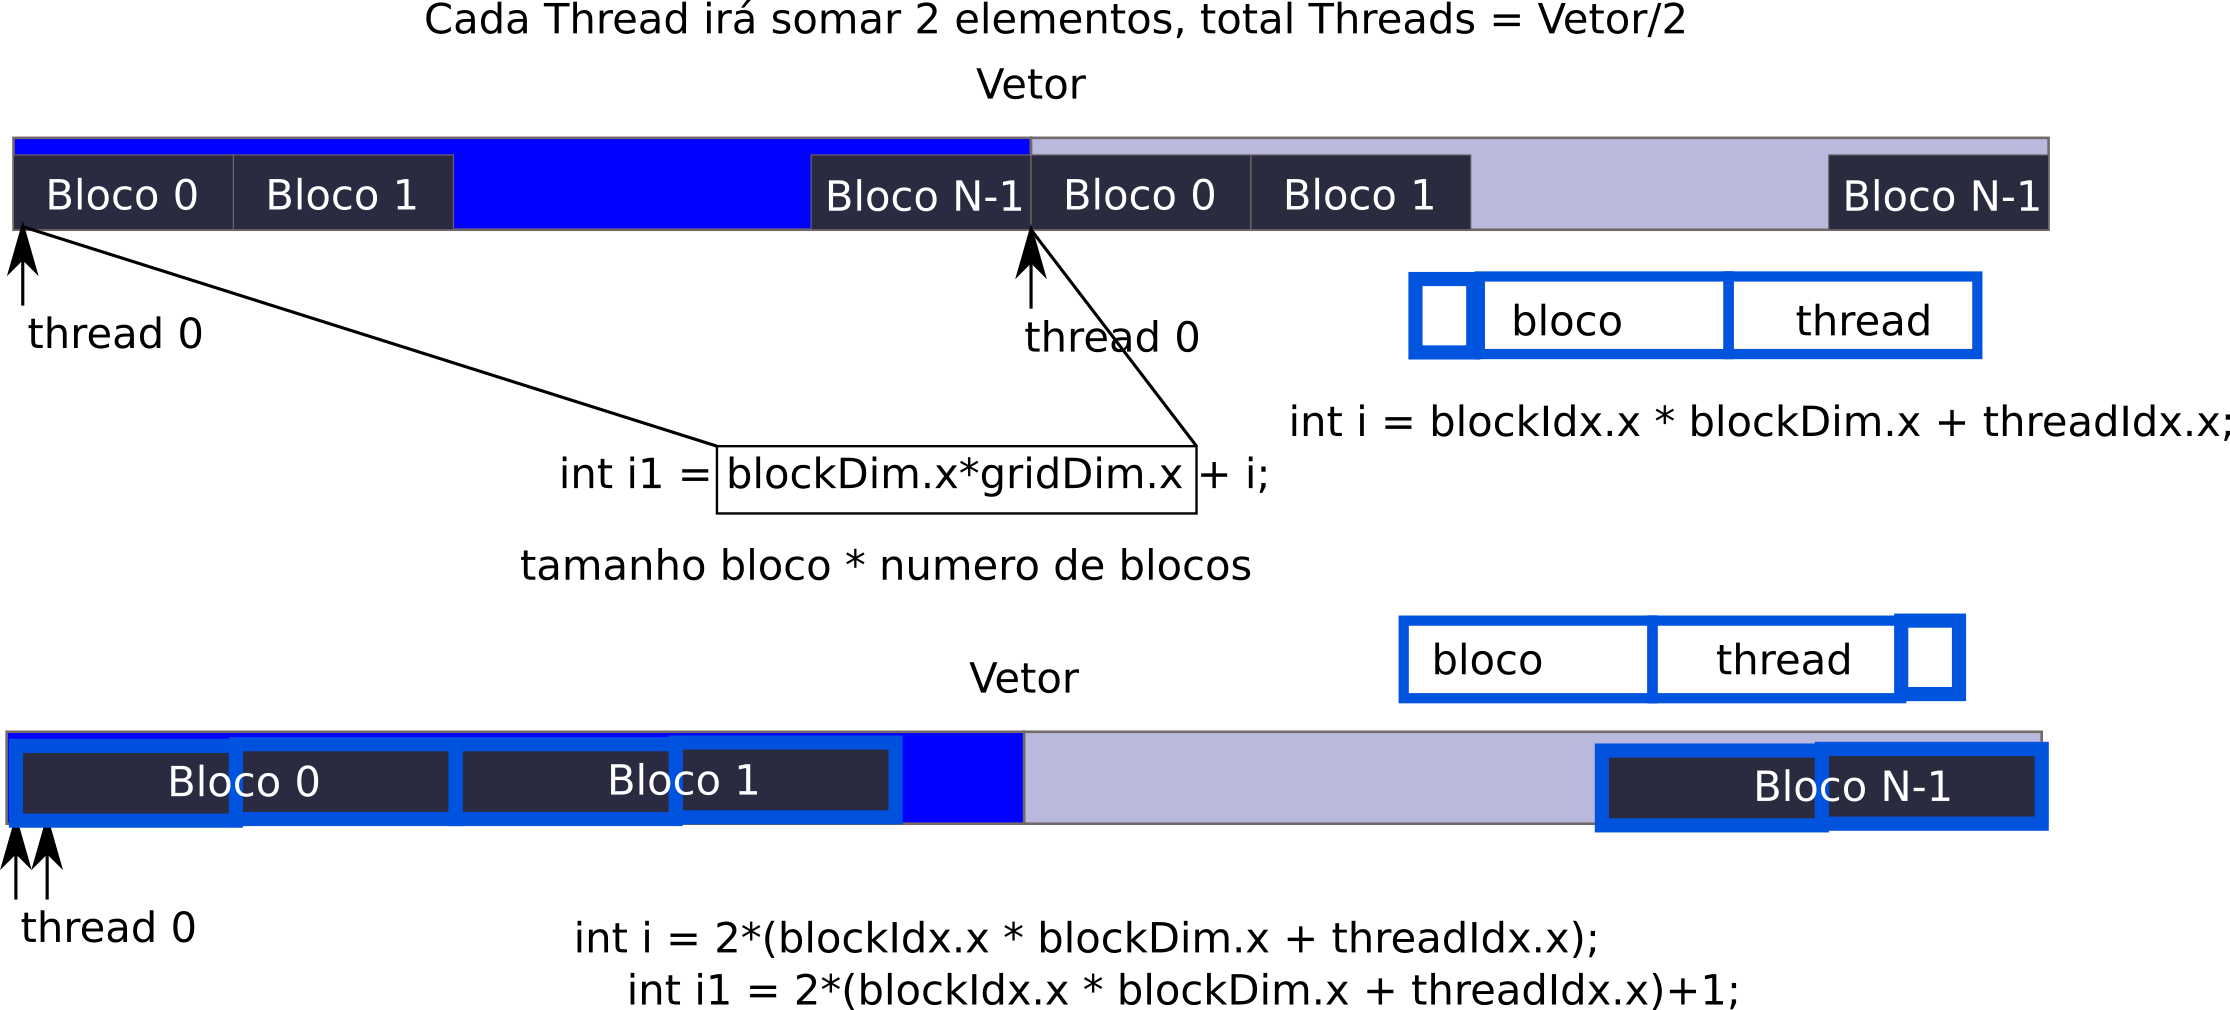 Cada Thread irá somar 2 elementos, total Threads = Vetor/2
Vetor
Bloco 0 Bloco 1 Bloco N-1 Bloco 0 Bloco 1 Bloco N-1
thread 0
thread 0
bloco thread
int i = blockIdx.x * blockDim.x + threadIdx.x;
int i1 = blockDim.x*gridDim.x + i;
tamanho bloco * numero de blocos
bloco thread
Vetor
Bloco 0 Bloco 1 Bloco N-1
thread 0
int i = 2*(blockIdx.x * blockDim.x + threadIdx.x);
int i1 = 2*(blockIdx.x * blockDim.x + threadIdx.x)+1;